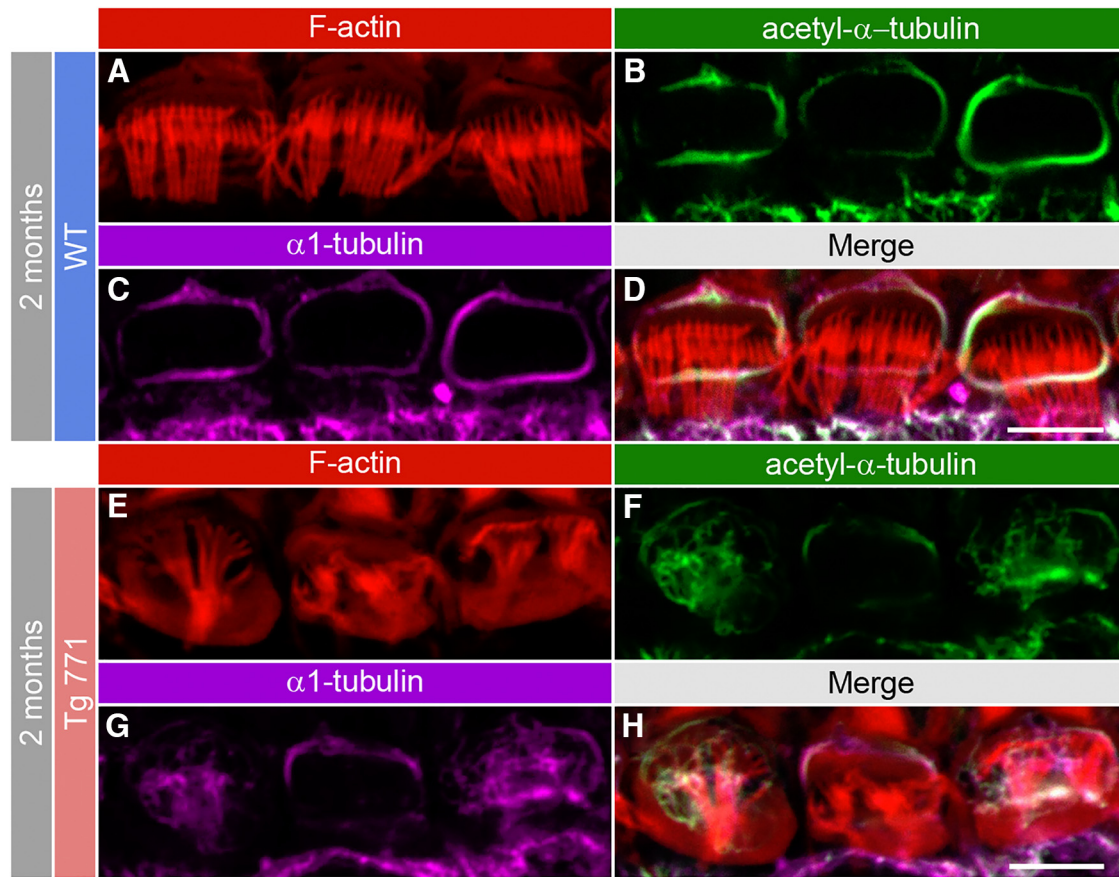 F-actin
acetyl-α–tubulin
A
B
2 months
WT
α1-tubulin
Merge
C
D
F-actin
acetyl-α-tubulin
E
F
2 months
Tg 771
α1-tubulin
Merge
G
H